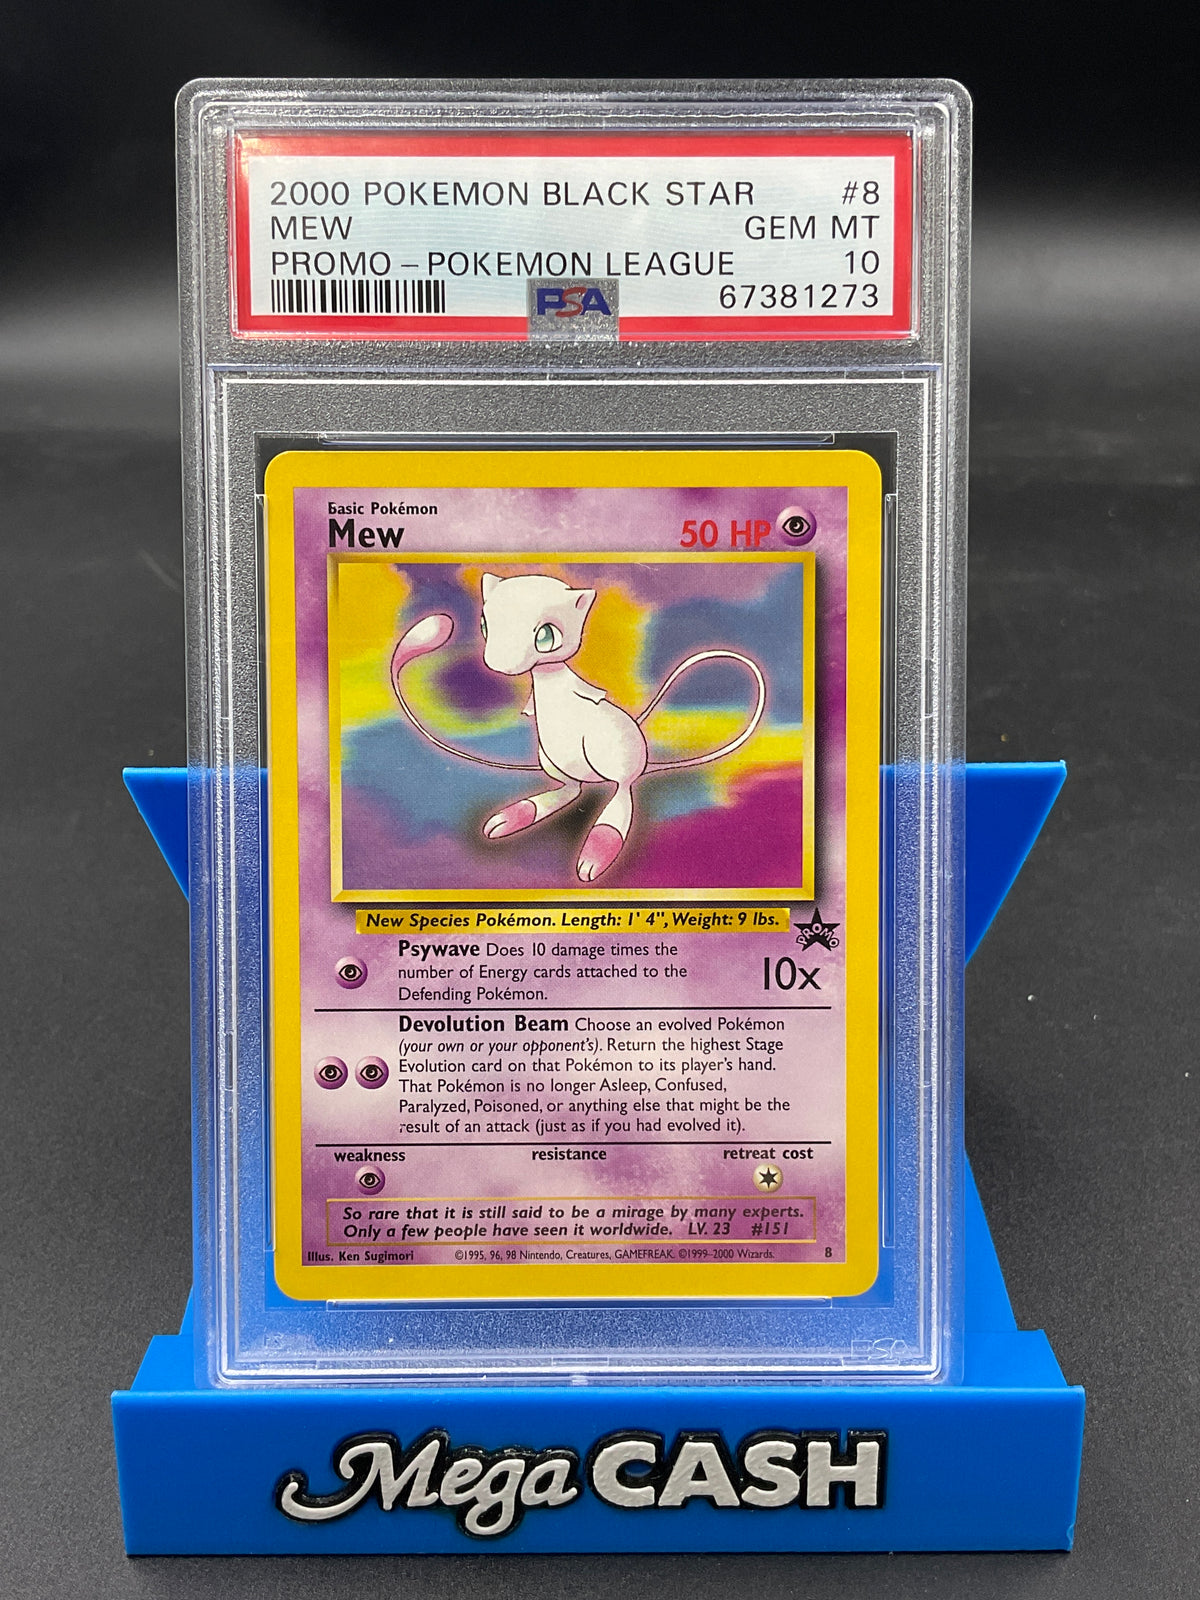 2000 POKEMON BLACK STAR #8
MEW GEM MT
PROMO - POKEMON LEAGUE 10
PSA 67381273
Basic Pokémon
Mew 50 HP
New Species Pokémon. Length: 1' 4", Weight: 9 lbs.
PROMO
Psywave Does 10 damage times the
number of Energy cards attached to the
Defending Pokémon.
10x
Devolution Beam Choose an evolved Pokémon
(your own or your opponent's). Return the highest Stage
Evolution card on that Pokémon to its player's hand.
That Pokémon is no longer Asleep, Confused,
Paralyzed, Poisoned, or anything else that might be the
result of an attack (just as if you had evolved it).
weakness resistance retreat cost
So rare that it is still said to be a mirage by many experts.
Only a few people have seen it worldwide. LV. 23 #151
Illus. Ken Sugimori ©1995, 96, 98 Nintendo, Creatures, GAMEFREAK. ©1999–2000 Wizards. 8
PSA
Mega CASH